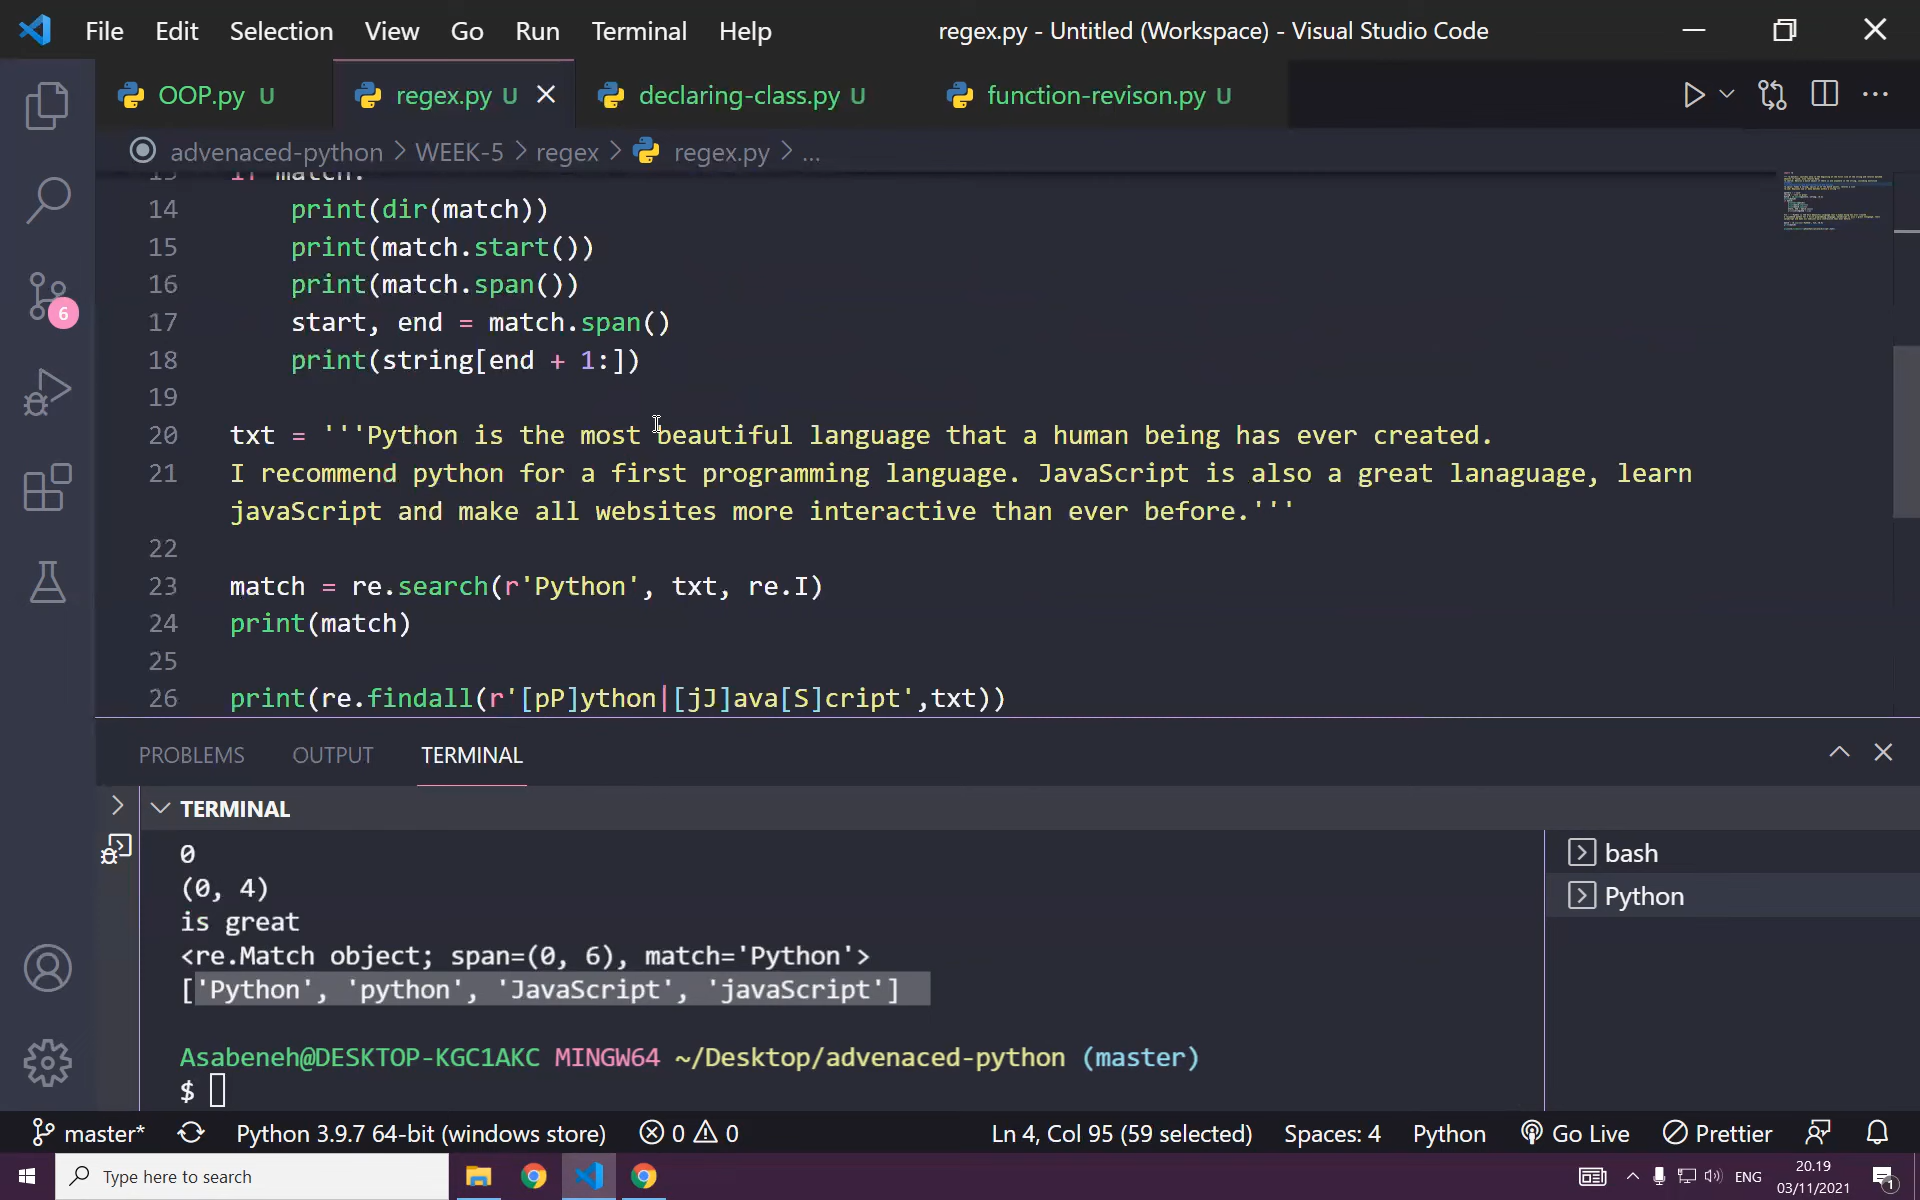 File Edit Selection View Go Run Terminal Help regex.py - Untitled (Workspace) - Visual Studio Code
OOP.py U regex.py U declaring-class.py U function-revison.py U
advenaced-python > WEEK-5 > regex > regex.py > ...
13 if match:
14 print(dir(match))
15 print(match.start())
16 print(match.span())
17 start, end = match.span()
18 print(string[end + 1:])
19
20 txt = '''Python is the most beautiful language that a human being has ever created.
21 I recommend python for a first programming language. JavaScript is also a great lanaguage, learn
javaScript and make all websites more interactive than ever before.'''
22
23 match = re.search(r'Python', txt, re.I)
24 print(match)
25
26 print(re.findall(r'[pP]ython|[jJ]ava[S]cript',txt))
PROBLEMS OUTPUT TERMINAL
TERMINAL
0
(0, 4)
is great
<re.Match object; span=(0, 6), match='Python'>
['Python', 'python', 'JavaScript', 'javaScript']
Asabeneh@DESKTOP-KGC1AKC MINGW64 ~/Desktop/advenaced-python (master)
$
bash
Python
6
master* Python 3.9.7 64-bit (windows store) 0 0 Ln 4, Col 95 (59 selected) Spaces: 4 Python Go Live Prettier
Type here to search ENG 20.19
03/11/2021 1